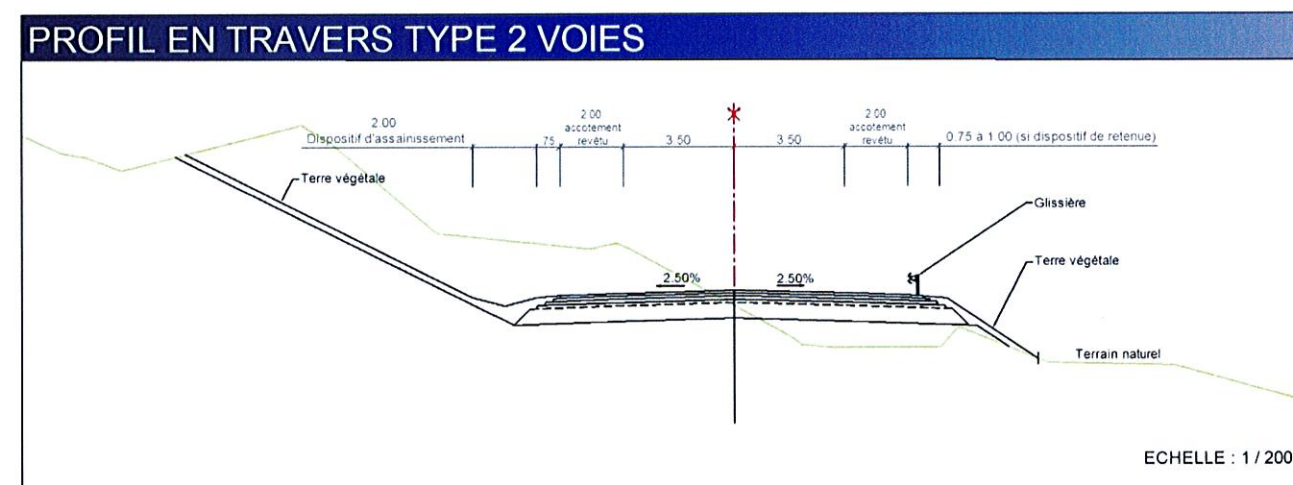 PROFIL EN TRAVERS TYPE 2 VOIES
2.00
Dispositif d'assainissement
.75
2.00
accotement
revêtu
3.50
3.50
2.00
accotement
revêtu
0.75 à 1.00 (si dispositif de retenue)
Terre végétale
Glissière
2.50%
2.50%
Terre végétale
Terrain naturel
ECHELLE : 1 / 200